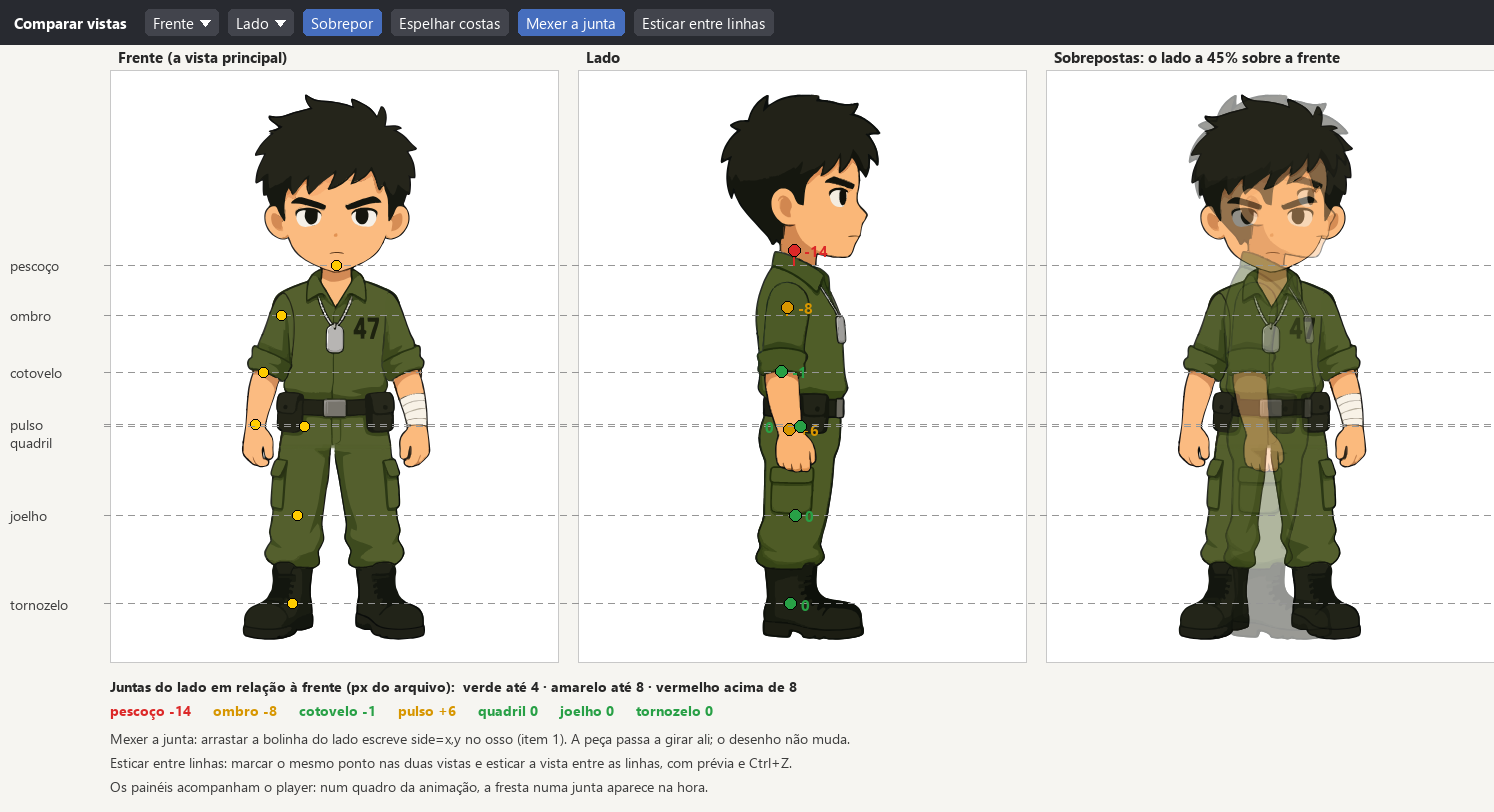 Comparar vistas Frente Lado Sobrepor Espelhar costas Mexer a junta Esticar entre linhas
Frente (a vista principal) Lado Sobrepostas: o lado a 45% sobre a frente
-14
pescoço
ombro
-8
47
47
cotovelo
-1
pulso
0 +6
quadril
joelho
0
tornozelo
0
Juntas do lado em relação à frente (px do arquivo): verde até 4 · amarelo até 8 · vermelho acima de 8
pescoço -14 ombro -8 cotovelo -1 pulso +6 quadril 0 joelho 0 tornozelo 0
Mexer a junta: arrastar a bolinha do lado escreve side=x,y no osso (item 1). A peça passa a girar ali; o desenho não muda.
Esticar entre linhas: marcar o mesmo ponto nas duas vistas e esticar a vista entre as linhas, com prévia e Ctrl+Z.
Os painéis acompanham o player: num quadro da animação, a fresta numa junta aparece na hora.